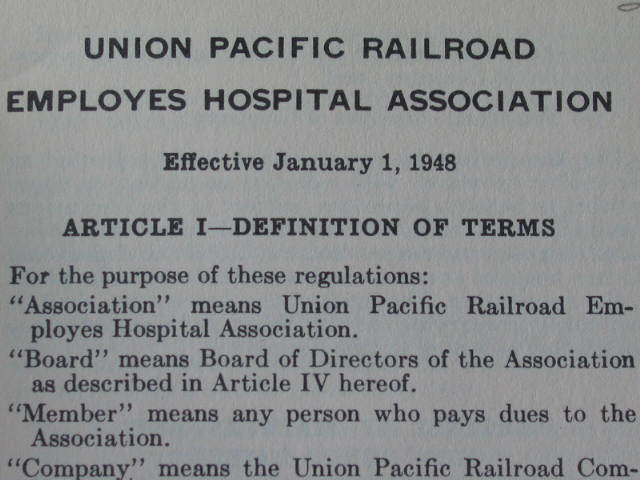 UNION PACIFIC RAILROAD
EMPLOYES HOSPITAL ASSOCIATION
Effective January 1, 1948
ARTICLE I—DEFINITION OF TERMS
For the purpose of these regulations:
“Association” means Union Pacific Railroad Em-
ployes Hospital Association.
“Board” means Board of Directors of the Association
as described in Article IV hereof.
“Member” means any person who pays dues to the
Association.
“Company” means the Union Pacific Railroad Com-